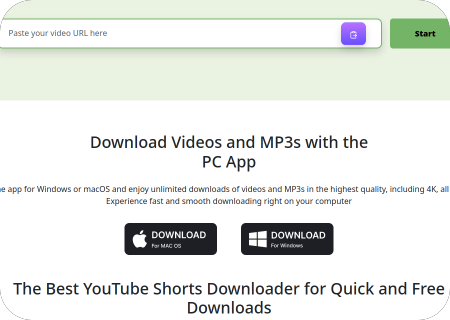 Paste your video URL here
Start
Download Videos and MP3s with the
PC App
app for Windows or macOS and enjoy unlimited downloads of videos and MP3s in the highest quality, including 4K, all
Experience fast and smooth downloading right on your computer
DOWNLOAD
For MAC OS
DOWNLOAD
For Windows
The Best YouTube Shorts Downloader for Quick and Free
Downloads